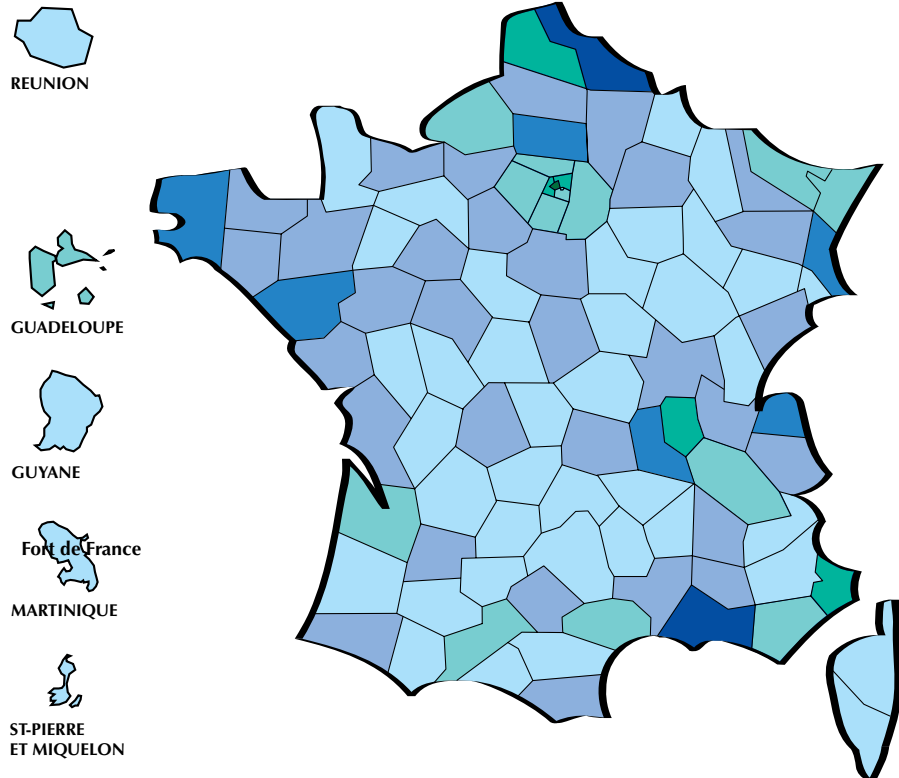 REUNION
GUADELOUPE
GUYANE
Fort de France
MARTINIQUE
ST-PIERRE
ET MIQUELON